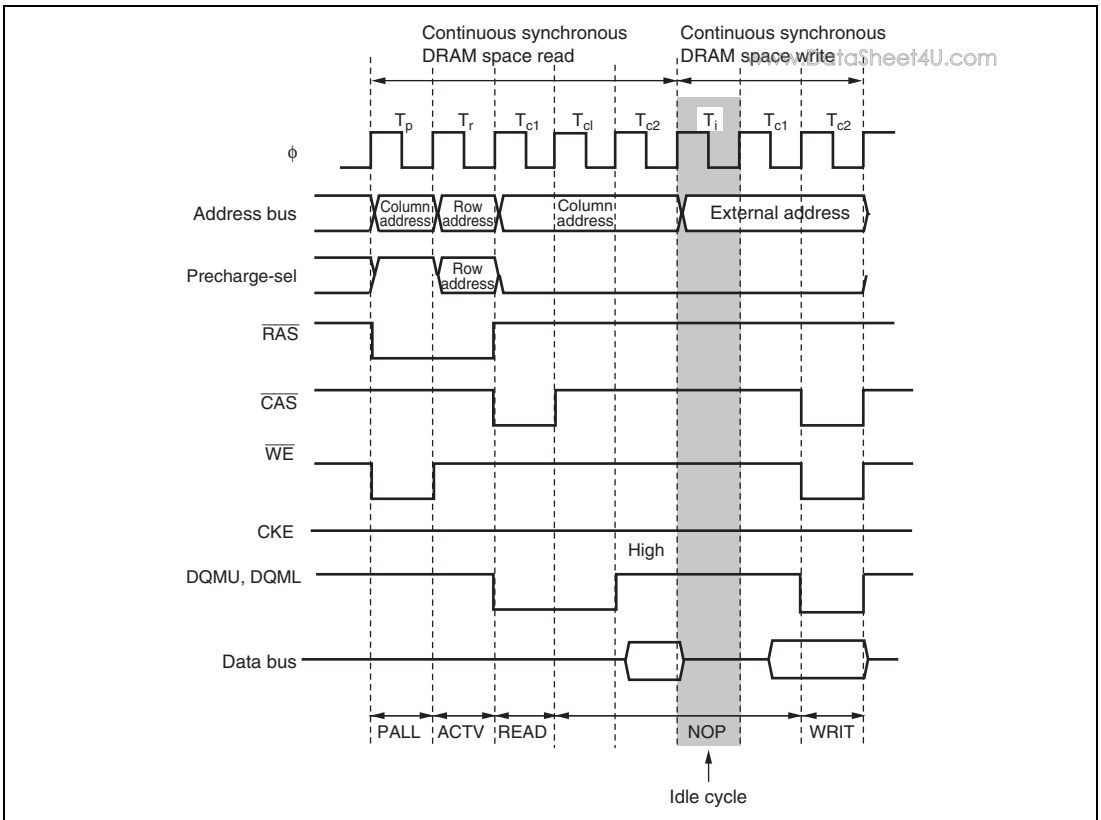 Continuous synchronous
DRAM space read
Continuous synchronous
DRAM space write
www.DataSheet4U.com
Tp Tr Tc1 Tcl Tc2 Ti Tc1 Tc2
ϕ
Address bus
Column
address
Row
address
Column
address
External address
Precharge-sel
Row
address
RAS
CAS
WE
CKE
High
DQMU, DQML
Data bus
PALL ACTV READ NOP WRIT
Idle cycle